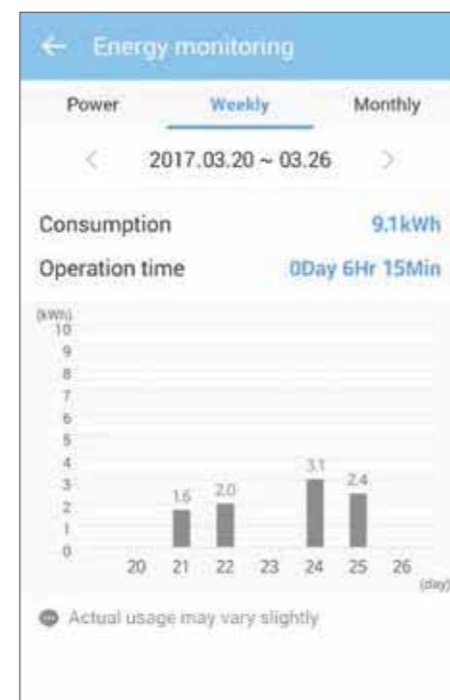 ← Energy monitoring
Power Weekly Monthly
< 2017.03.20 ~ 03.26 >
Consumption 9.1kWh
Operation time 0Day 6Hr 15Min
(kWh)
10
9
8
7
6
5
4
3.1
3
2.4
1.6 2.0
2
1
0
20 21 22 23 24 25 26
(day)
Actual usage may vary slightly